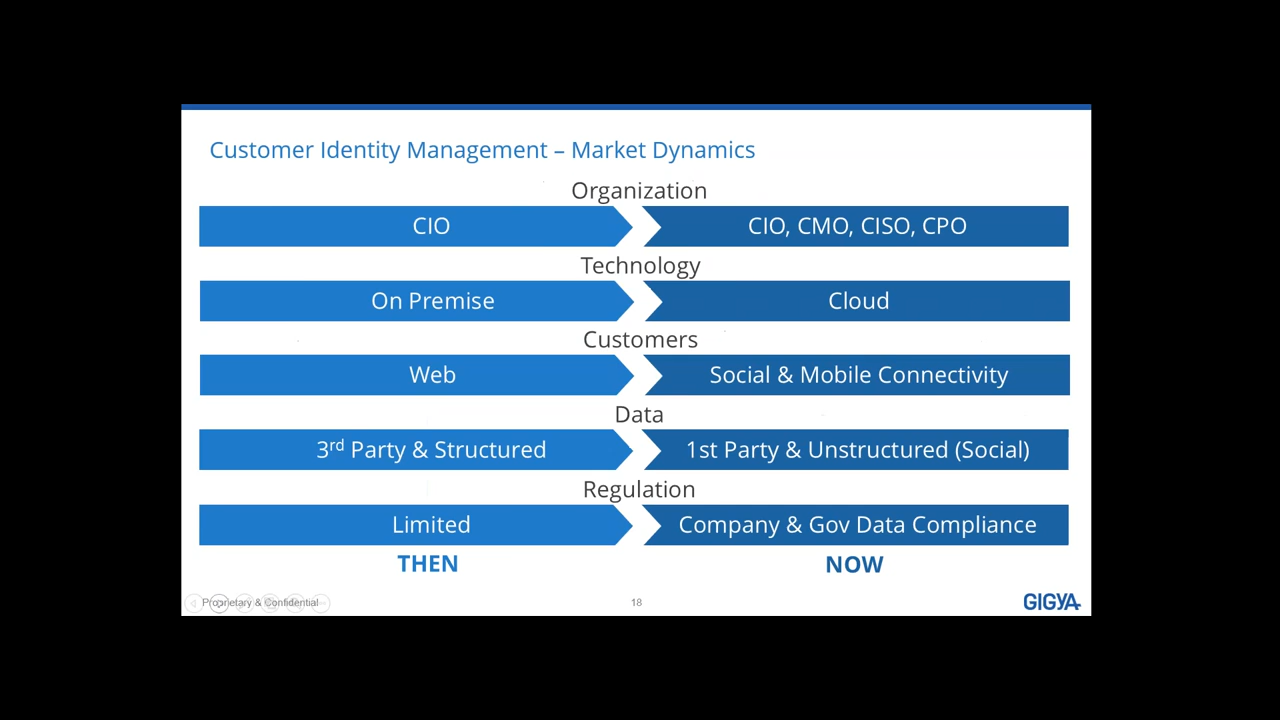 Customer Identity Management – Market Dynamics
Organization
CIO
CIO, CMO, CISO, CPO
Technology
On Premise
Cloud
Customers
Web
Social & Mobile Connectivity
Data
3rd Party & Structured
1st Party & Unstructured (Social)
Regulation
Limited
Company & Gov Data Compliance
THEN
NOW
Proprietary & Confidential
18
GIGYA